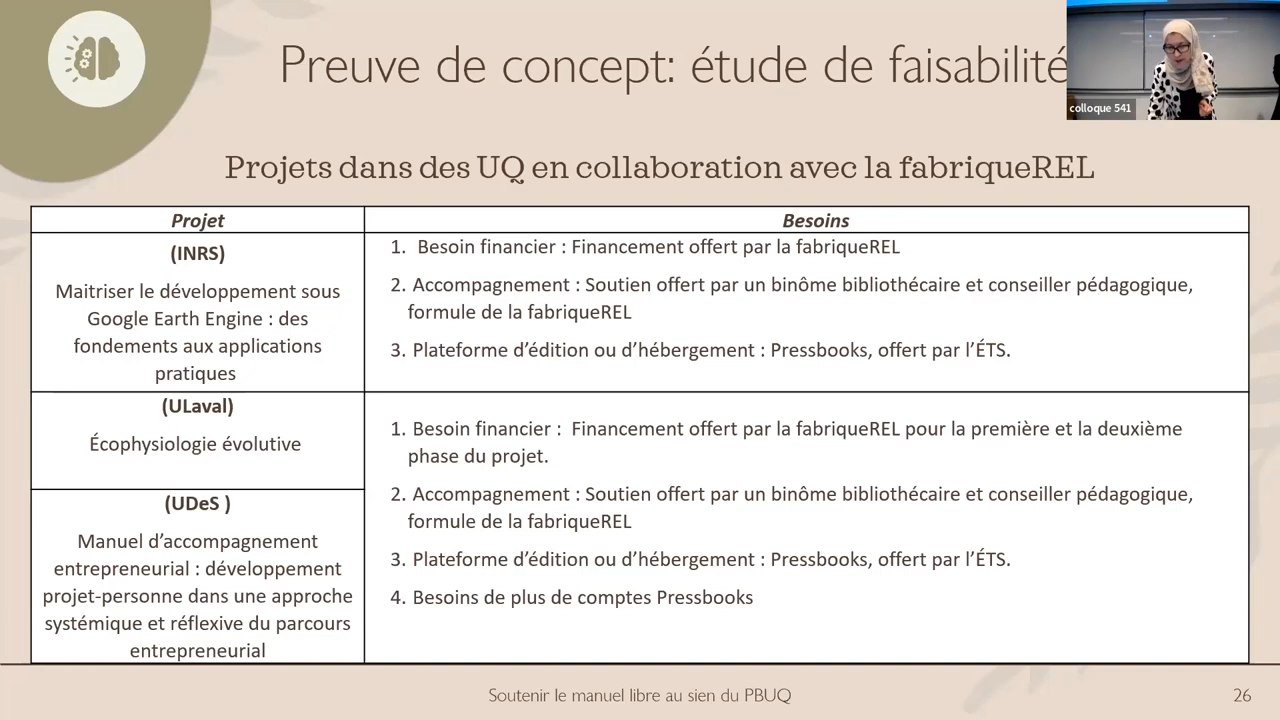 Preuve de concept: étude de faisabilité
colloque 541
Projets dans des UQ en collaboration avec la fabriqueREL
Projet
Besoins
(INRS)
Maitriser le développement sous
Google Earth Engine : des
fondements aux applications
pratiques
1. Besoin financier : Financement offert par la fabriqueREL
2. Accompagnement : Soutien offert par un binôme bibliothécaire et conseiller pédagogique,
formule de la fabriqueREL
3. Plateforme d’édition ou d’hébergement : Pressbooks, offert par l’ÉTS.
(ULaval)
Écophysiologie évolutive
(UDeS )
Manuel d’accompagnement
entrepreneurial : développement
projet-personne dans une approche
systémique et réflexive du parcours
entrepreneurial
1. Besoin financier : Financement offert par la fabriqueREL pour la première et la deuxième
phase du projet.
2. Accompagnement : Soutien offert par un binôme bibliothécaire et conseiller pédagogique,
formule de la fabriqueREL
3. Plateforme d’édition ou d’hébergement : Pressbooks, offert par l’ÉTS.
4. Besoins de plus de comptes Pressbooks
Soutenir le manuel libre au sien du PBUQ
26